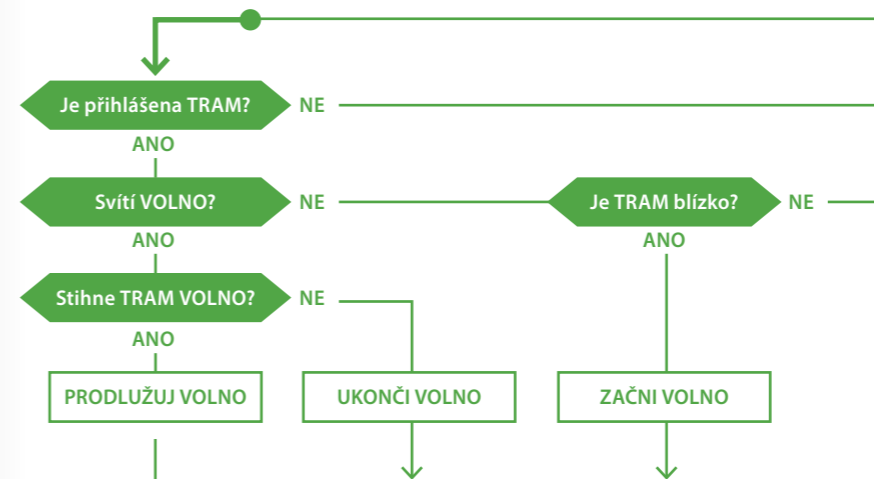 Je přihlášena TRAM? NE
ANO
Svítí VOLNO? NE Je TRAM blízko? NE
ANO ANO
Stihne TRAM VOLNO? NE
ANO
PRODLUŽUJ VOLNO UKONČI VOLNO ZAČNI VOLNO